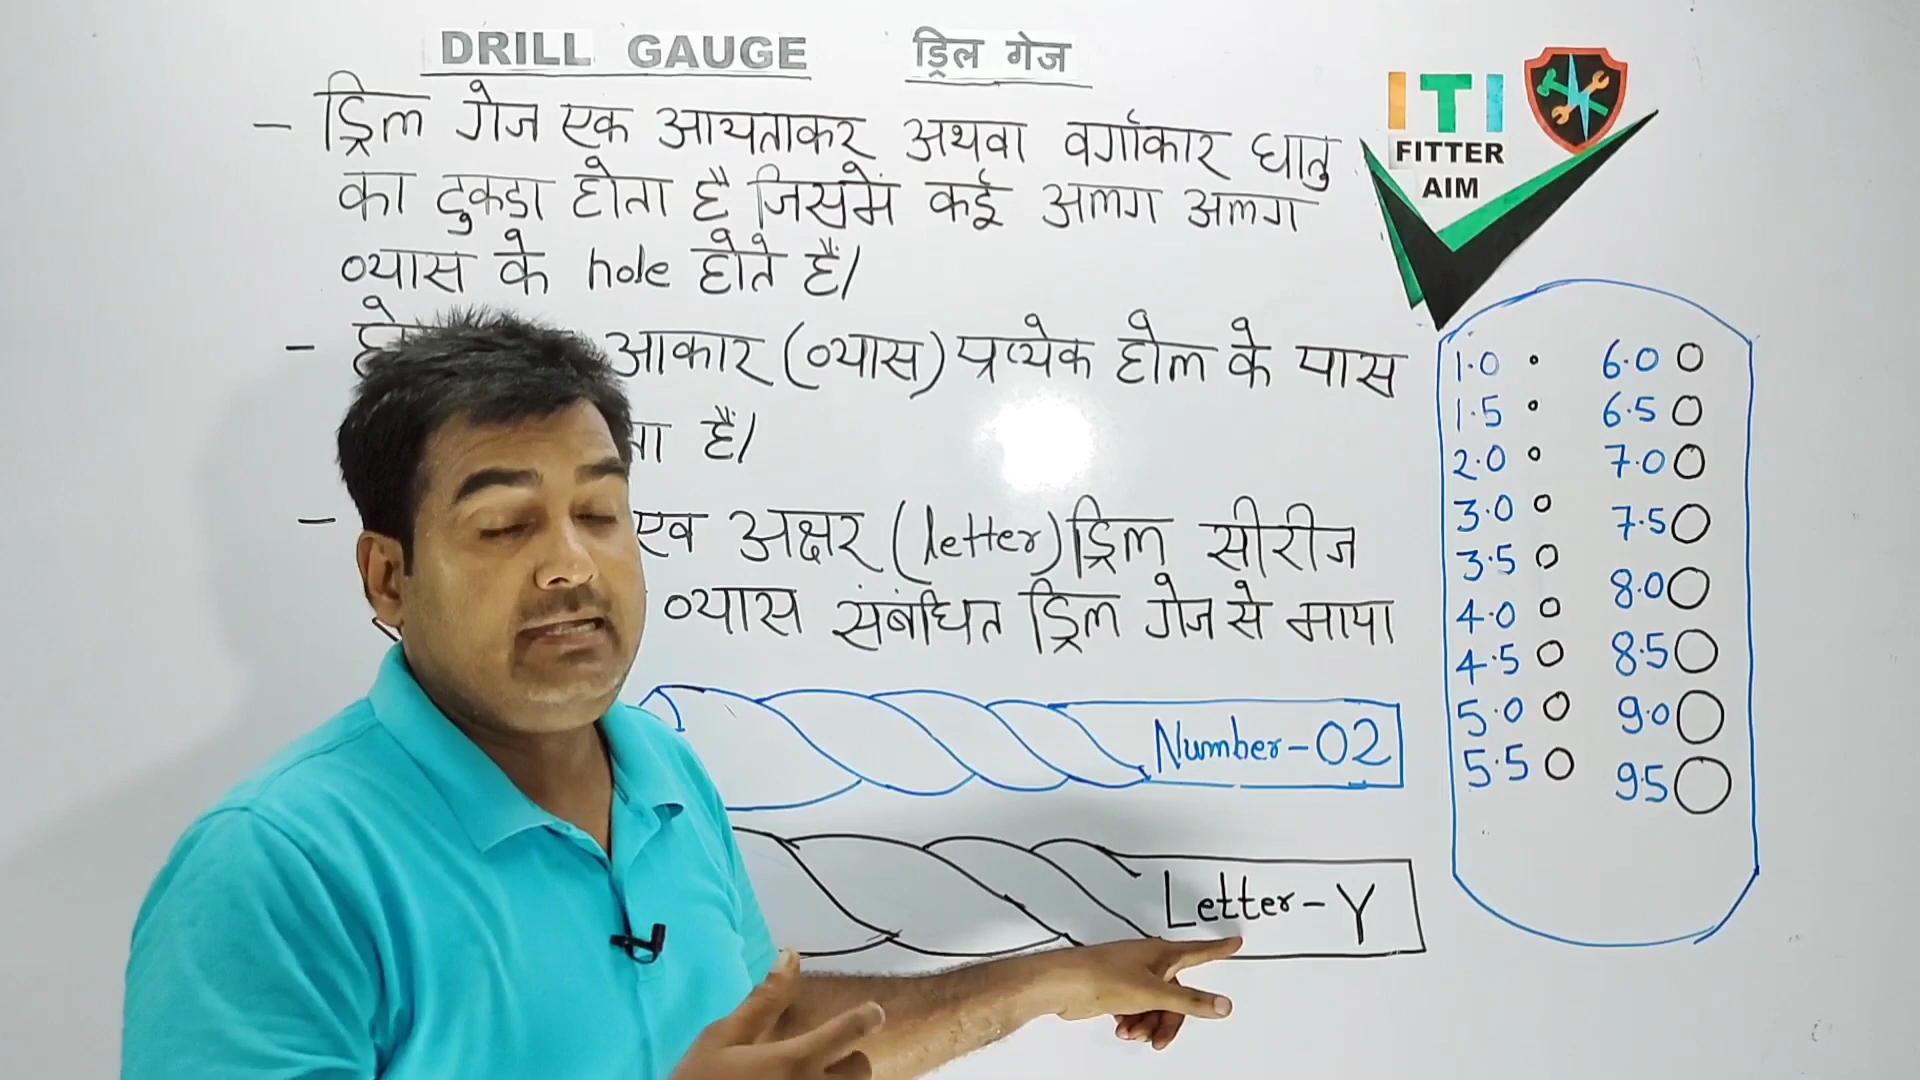 DRILL GAUGE ड्रिल गेज
- ड्रिल गेज एक आयताकर अथवा वर्गाकार धातु
का टुकडा होता है जिसमें कई अलग अलग
व्यास के hole होते हैं।
- आकार (व्यास) प्रत्येक होल के पास
हैं।
- एव अक्षर (letter) ड्रिल सीरीज
व्यास संबंधित ड्रिल गेज से माया
Number-02
Letter-Y
ITI
FITTER
AIM
1.0 6.0
1.5 6.5
2.0 7.0
3.0 7.5
3.5 8.0
4.0 8.5
4.5 9.0
5.0 9.5
5.5